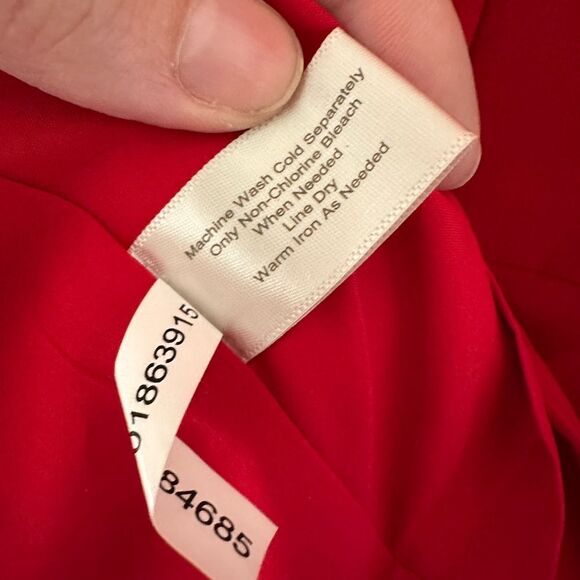 Machine Wash Cold Separately
Only Non-Chlorine Bleach
When Needed
Line Dry
Warm Iron As Needed
01863915
84685